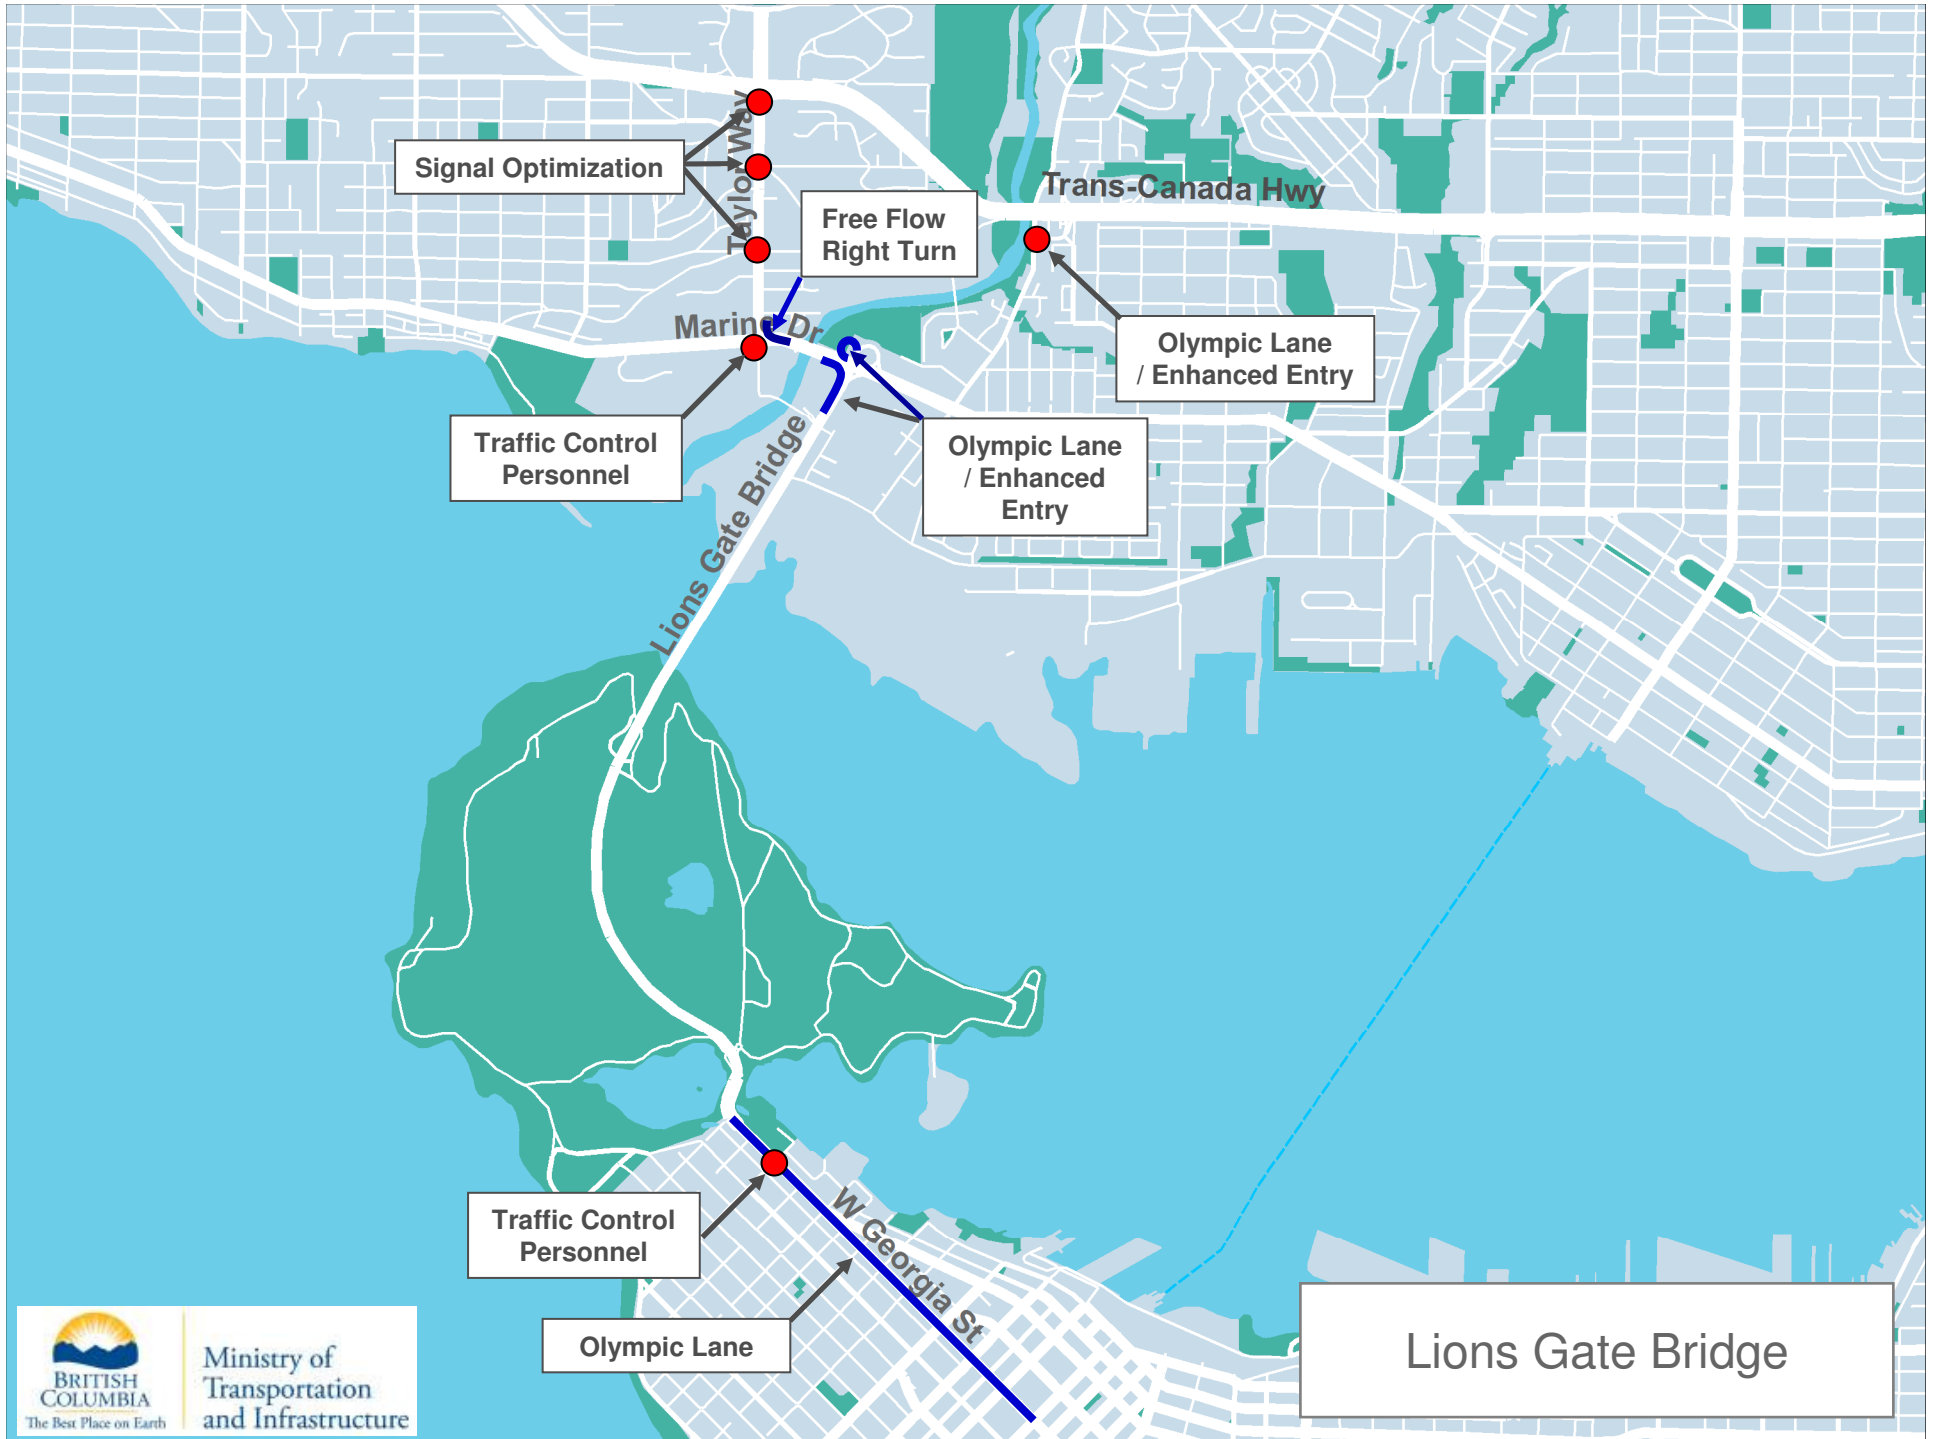 Signal Optimization
Taylor Way
Free Flow
Right Turn
Trans-Canada Hwy
Marine Dr
Olympic Lane
/ Enhanced Entry
Traffic Control
Personnel
Olympic Lane
/ Enhanced
Entry
Lions Gate Bridge
Traffic Control
Personnel
W Georgia St
Olympic Lane
Lions Gate Bridge
BRITISH
COLUMBIA
The Best Place on Earth
Ministry of
Transportation
and Infrastructure